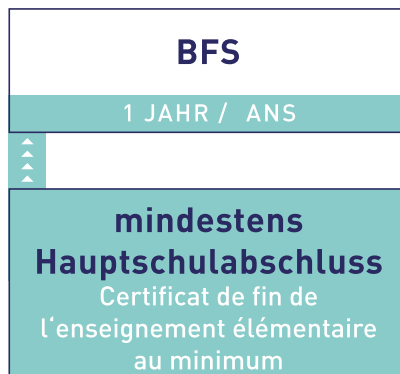 BFS
1 JAHR / ANS
mindestens
Hauptschulabschluss
Certificat de fin de
l'enseignement élémentaire
au minimum